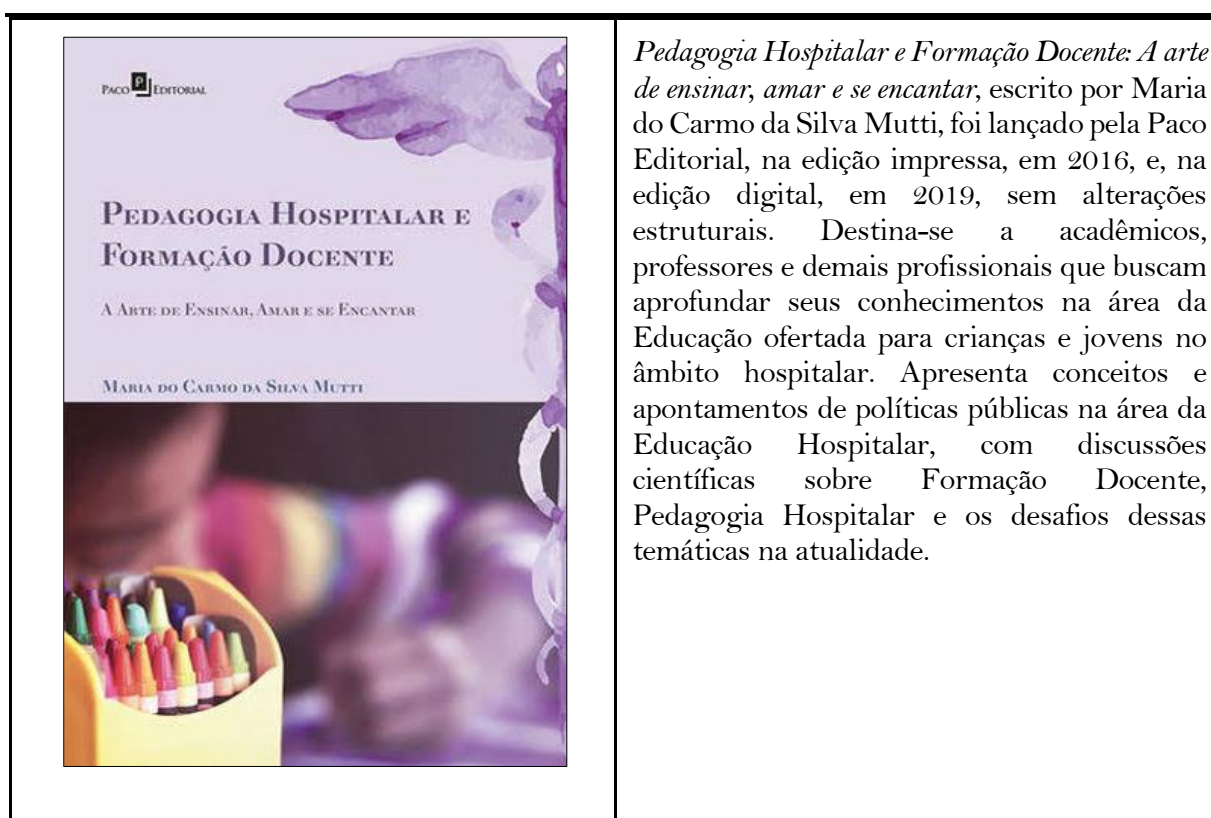 PACO P EDITORIAL
PEDAGOGIA HOSPITALAR E
FORMAÇÃO DOCENTE
A ARTE DE ENSINAR, AMAR E SE ENCANTAR
MARIA DO CARMO DA SILVA MUTTI
Pedagogia Hospitalar e Formação Docente: A arte
de ensinar, amar e se encantar, escrito por Maria
do Carmo da Silva Mutti, foi lançado pela Paco
Editorial, na edição impressa, em 2016, e, na
edição digital, em 2019, sem alterações
estruturais. Destina-se a acadêmicos,
professores e demais profissionais que buscam
aprofundar seus conhecimentos na área da
Educação ofertada para crianças e jovens no
âmbito hospitalar. Apresenta conceitos e
apontamentos de políticas públicas na área da
Educação Hospitalar, com discussões
científicas sobre Formação Docente,
Pedagogia Hospitalar e os desafios dessas
temáticas na atualidade.